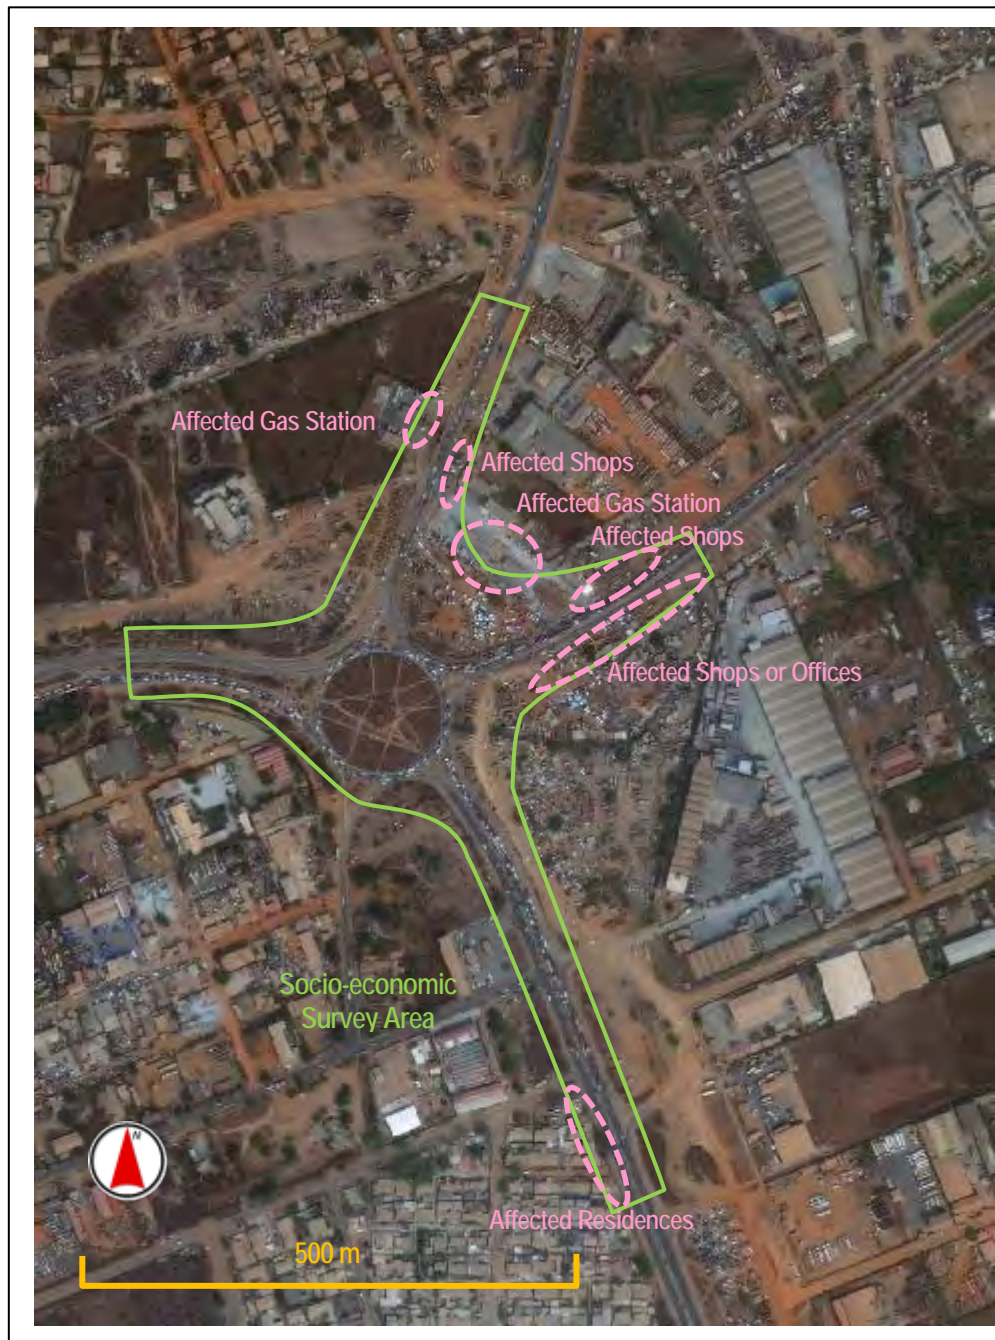 Affected Gas Station
Affected Shops
Affected Gas Station
Affected Shops
Affected Shops or Offices
Socio-economic
Survey Area
N
Affected Residences
500 m